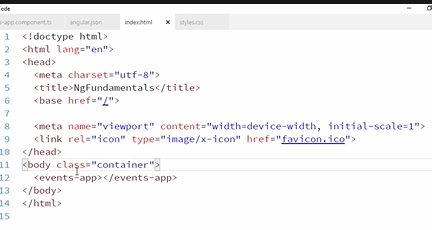 Code
s-app.component.ts angular.json index.html × styles.css
1 <!doctype html>
2 <html lang="en">
3 <head>
4 <meta charset="utf-8">
5 <title>NgFundamentals</title>
6 <base href="/">
7
8 <meta name="viewport" content="width=device-width, initial-scale=1">
9 <link rel="icon" type="image/x-icon" href="favicon.ico">
10 </head>
11 <body class="container">
12 <events-app></events-app>
13 </body>
14 </html>
15